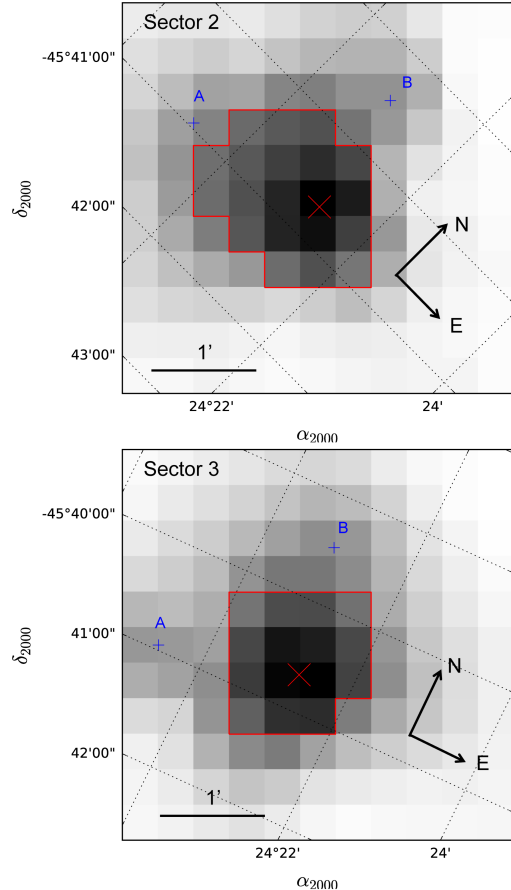 Sector 2
-45°41'00"
A
B
δ2000
42'00"
N
E
43'00"
1'
24°22'
24'
α2000
Sector 3
-45°40'00"
B
A
δ2000
41'00"
N
E
42'00"
1'
24°22'
24'
α2000